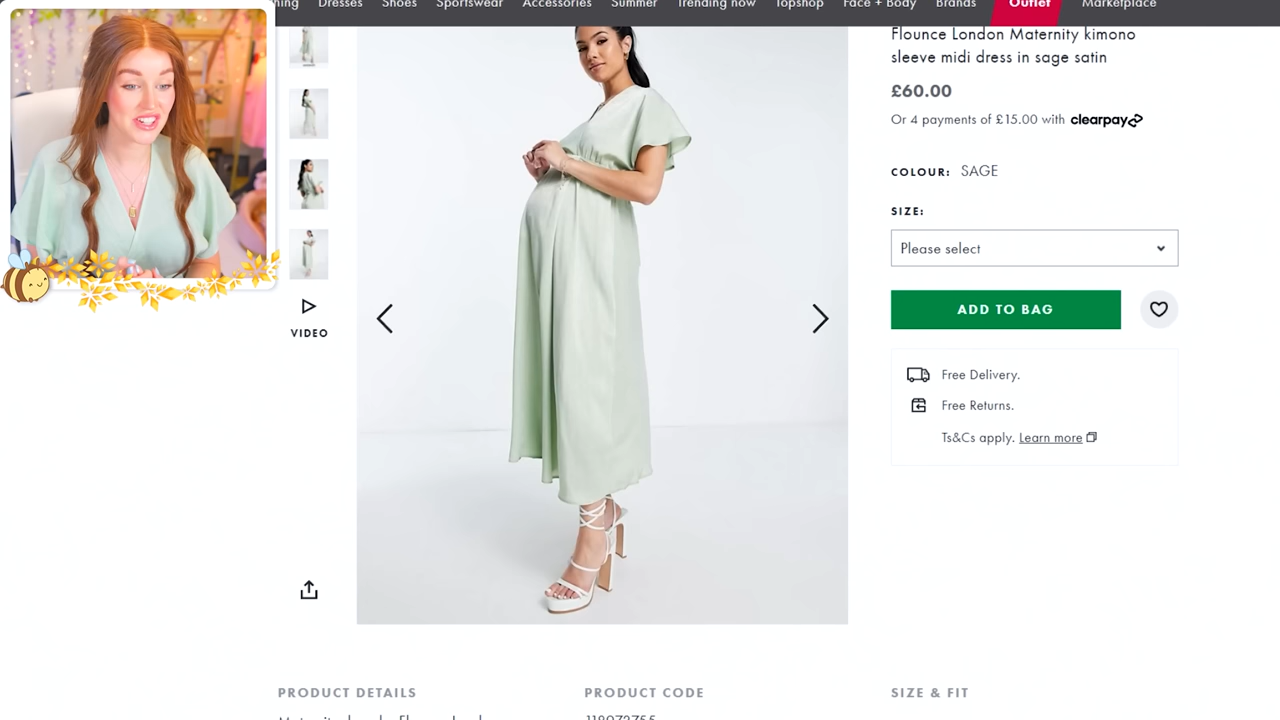 Dresses Shoes Sportswear Accessories Summer Trending now Topshop Face + Body Brands Outlet Marketplace
Flounce London Maternity kimono
sleeve midi dress in sage satin
£60.00
Or 4 payments of £15.00 with clearpay
COLOUR: SAGE
SIZE:
Please select
ADD TO BAG
VIDEO
Free Delivery.
Free Returns.
Ts&Cs apply. Learn more
PRODUCT DETAILS PRODUCT CODE SIZE & FIT